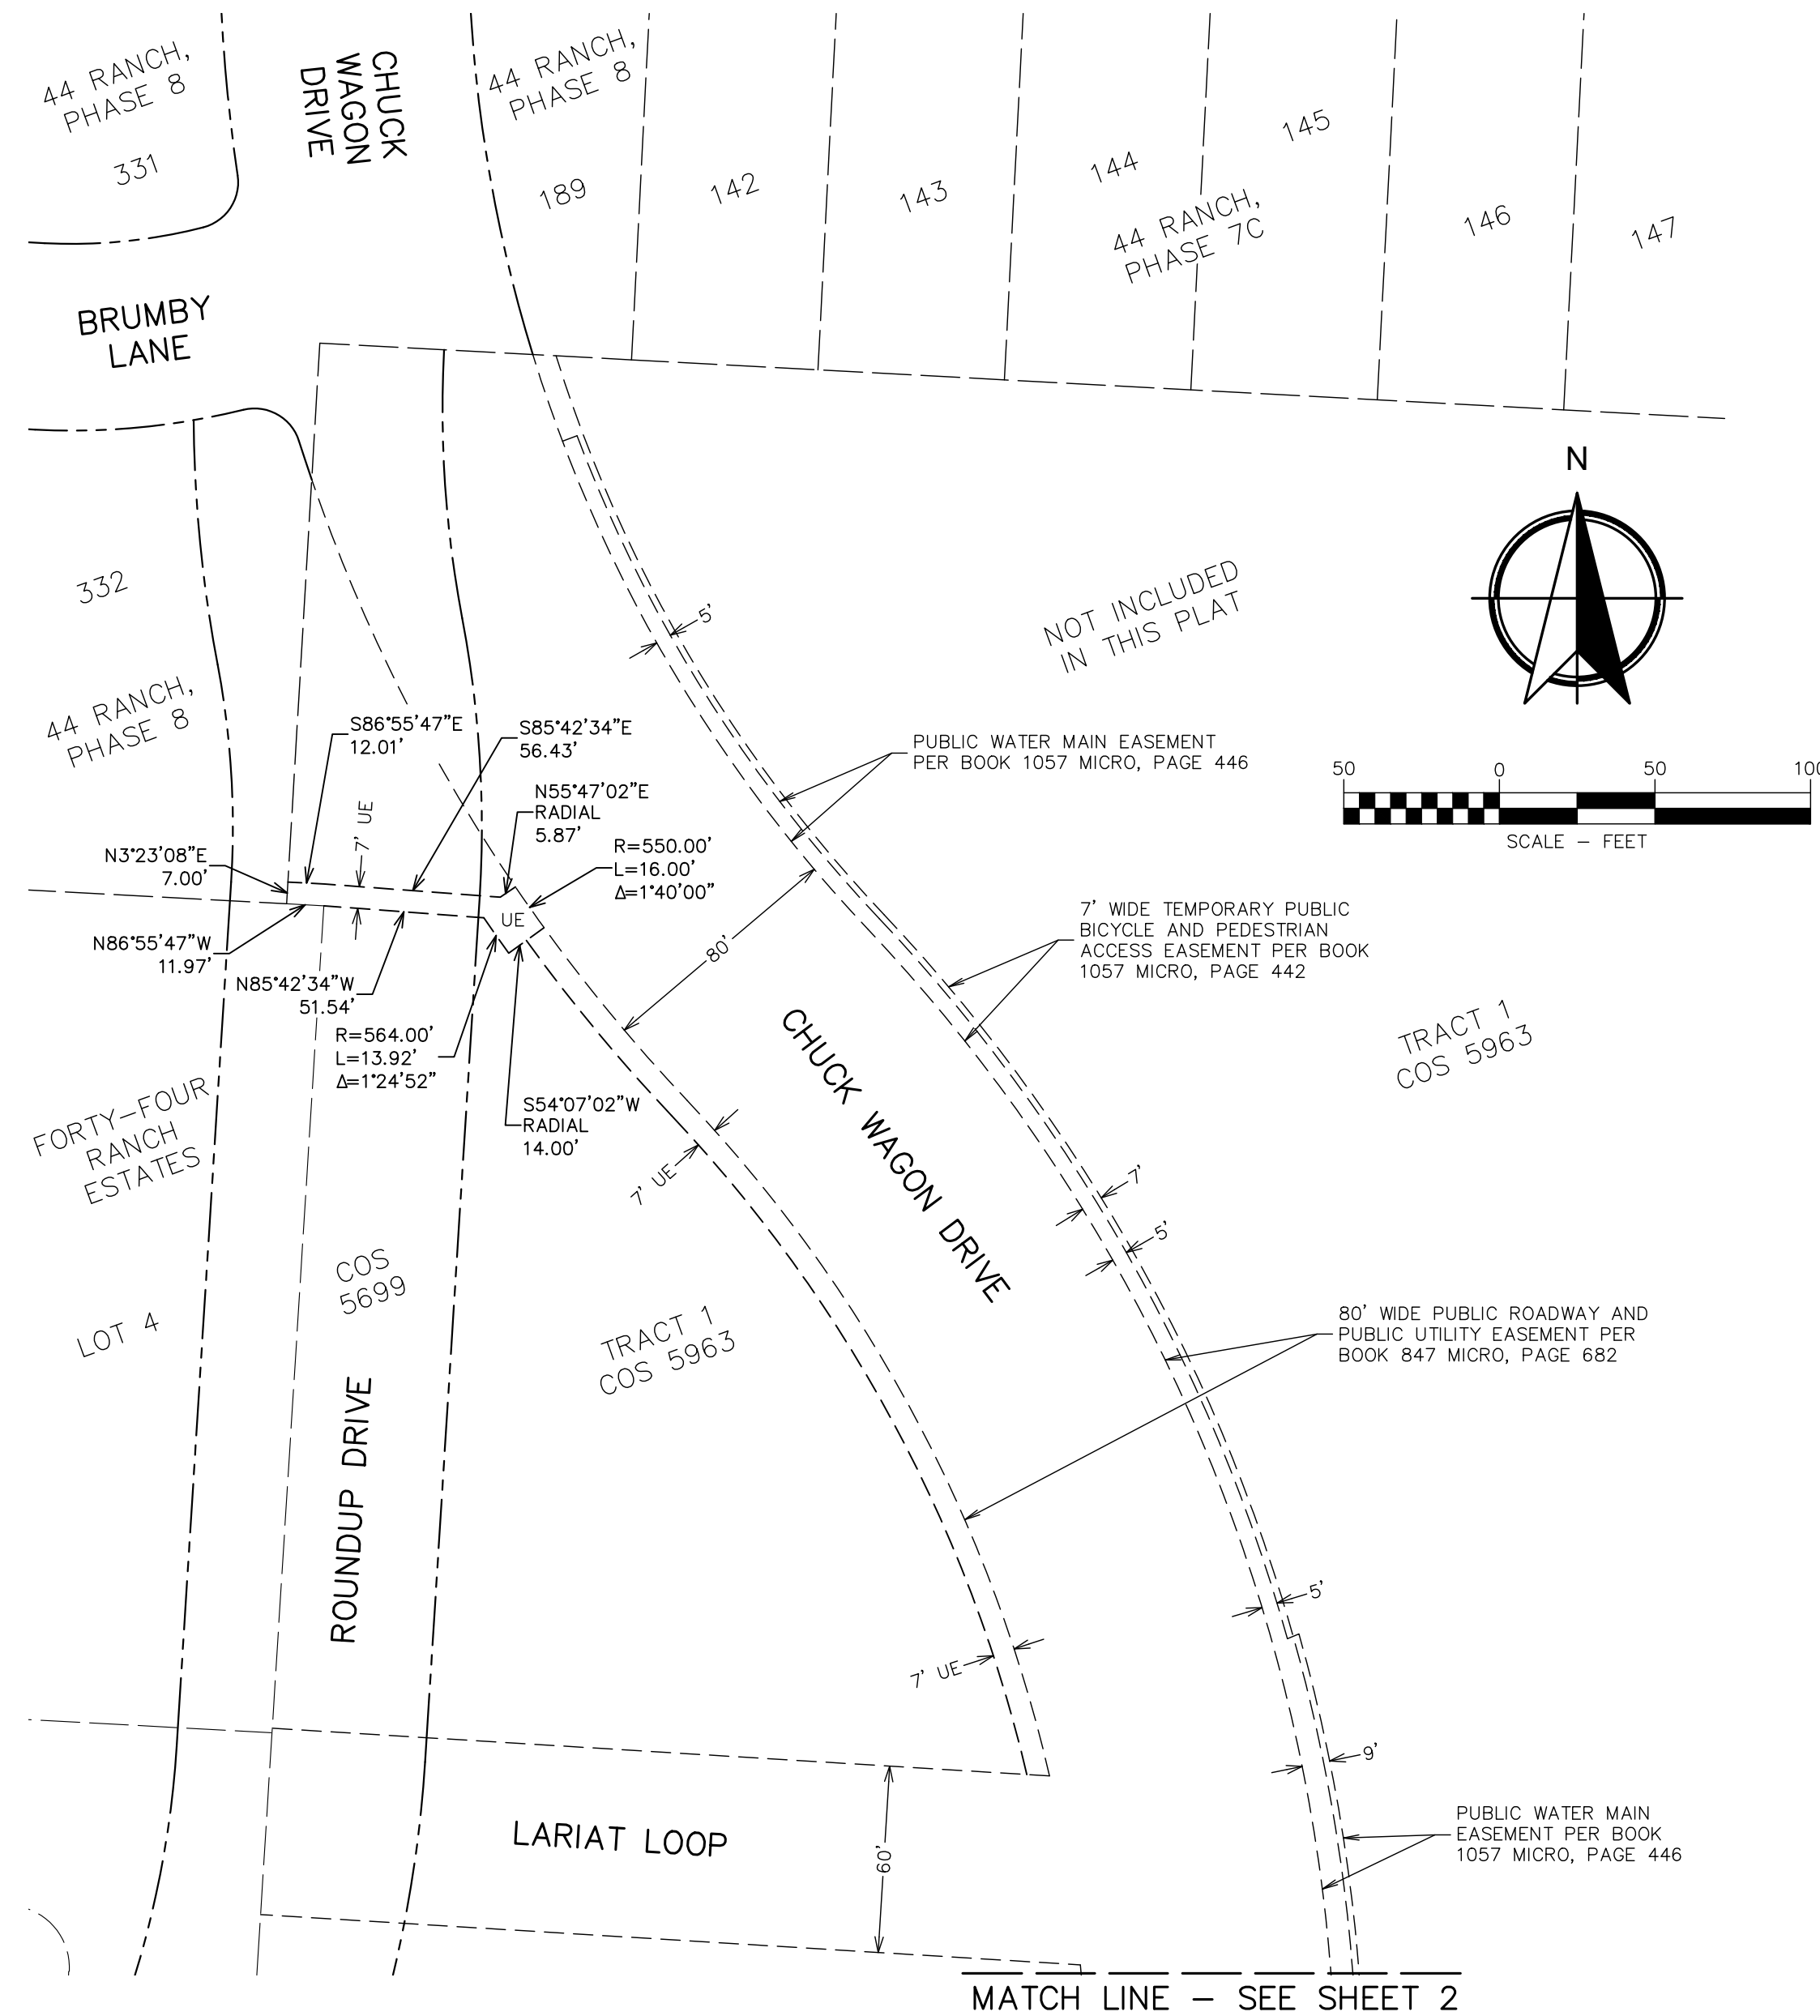 44 RANCH,
PHASE 8
331
CHUCK
WAGON
DRIVE
44 RANCH,
PHASE 8
189
142
143
144
145
44 RANCH,
PHASE 7C
146
147
BRUMBY
LANE
N
332
44 RANCH,
PHASE 8
5'
NOT INCLUDED
IN THIS PLAT
S86°55'47"E
12.01'
S85°42'34"E
56.43'
7' UE
N55°47'02"E
RADIAL
5.87'
N3°23'08"E
7.00'
R=550.00'
L=16.00'
Δ=1°40'00"
UE
N86°55'47"W
11.97'
N85°42'34"W
51.54'
R=564.00'
L=13.92'
Δ=1°24'52"
S54°07'02"W
RADIAL
14.00'
PUBLIC WATER MAIN EASEMENT
PER BOOK 1057 MICRO, PAGE 446
50 0 50 100
SCALE – FEET
80'
7' WIDE TEMPORARY PUBLIC
BICYCLE AND PEDESTRIAN
ACCESS EASEMENT PER BOOK
1057 MICRO, PAGE 442
CHUCK WAGON DRIVE
TRACT 1
COS 5963
FORTY–FOUR
RANCH
ESTATES
LOT 4
7' UE
7'
5'
COS
5699
TRACT 1
COS 5963
80' WIDE PUBLIC ROADWAY AND
PUBLIC UTILITY EASEMENT PER
BOOK 847 MICRO, PAGE 682
ROUNDUP DRIVE
5'
7' UE
9'
LARIAT LOOP
60'
PUBLIC WATER MAIN
EASEMENT PER BOOK
1057 MICRO, PAGE 446
MATCH LINE – SEE SHEET 2